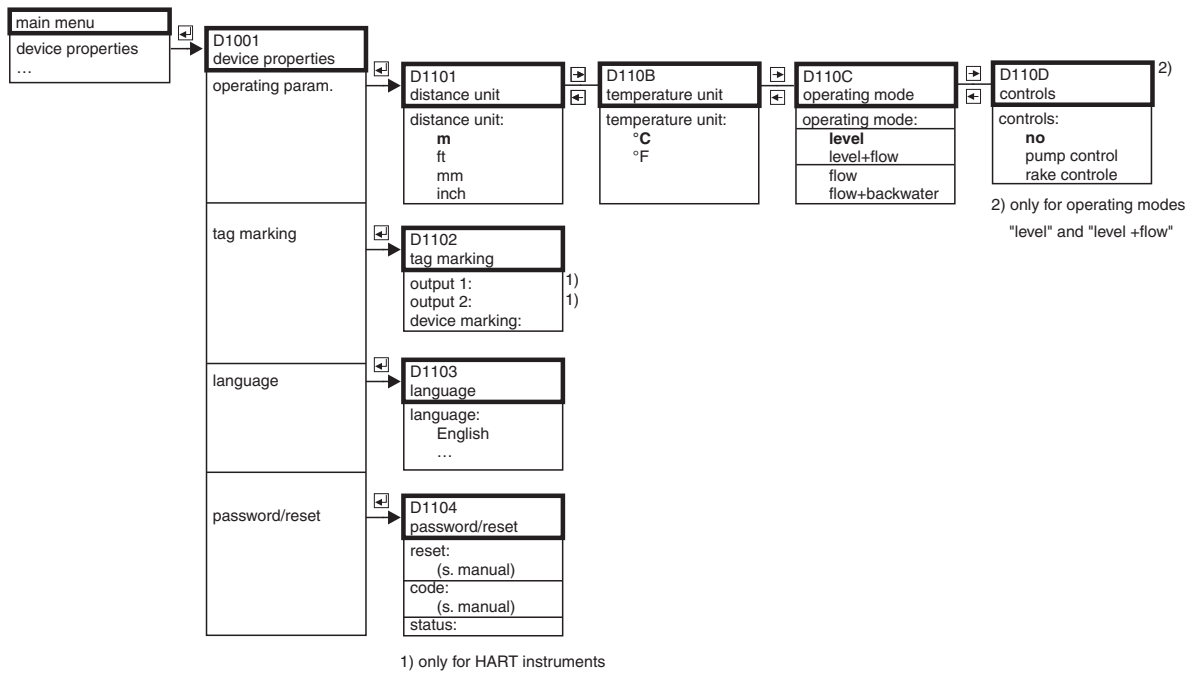 main menu
device properties
…
D1001
device properties
operating param.
D1101
distance unit
distance unit:
m
ft
mm
inch
D110B
temperature unit
temperature unit:
°C
°F
D110C
operating mode
operating mode:
level
level+flow
flow
flow+backwater
D110D
controls
2)
controls:
no
pump control
rake controle
2) only for operating modes
"level" and "level +flow"
tag marking
D1102
tag marking
output 1: 1)
output 2: 1)
device marking:
language
D1103
language
language:
English
…
password/reset
D1104
password/reset
reset:
(s. manual)
code:
(s. manual)
status:
1) only for HART instruments